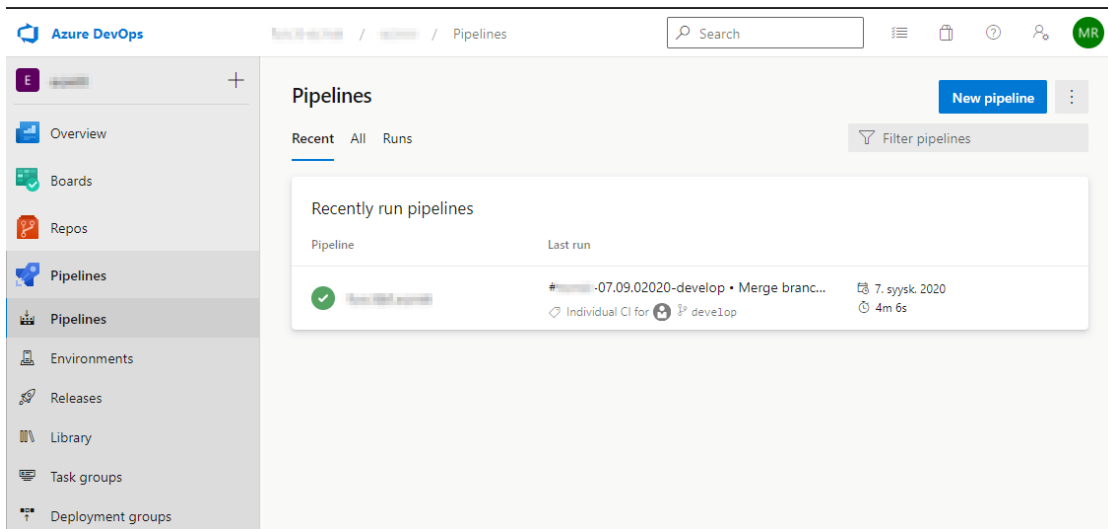 Azure DevOps
/ / Pipelines
Search
MR
E
Overview
Boards
Repos
Pipelines
Pipelines
Environments
Releases
Library
Task groups
Deployment groups
Pipelines
New pipeline
Recent All Runs
Filter pipelines
Recently run pipelines
Pipeline Last run
# -07.09.02020-develop • Merge branc... 7. syysk. 2020
Individual CI for develop 4m 6s